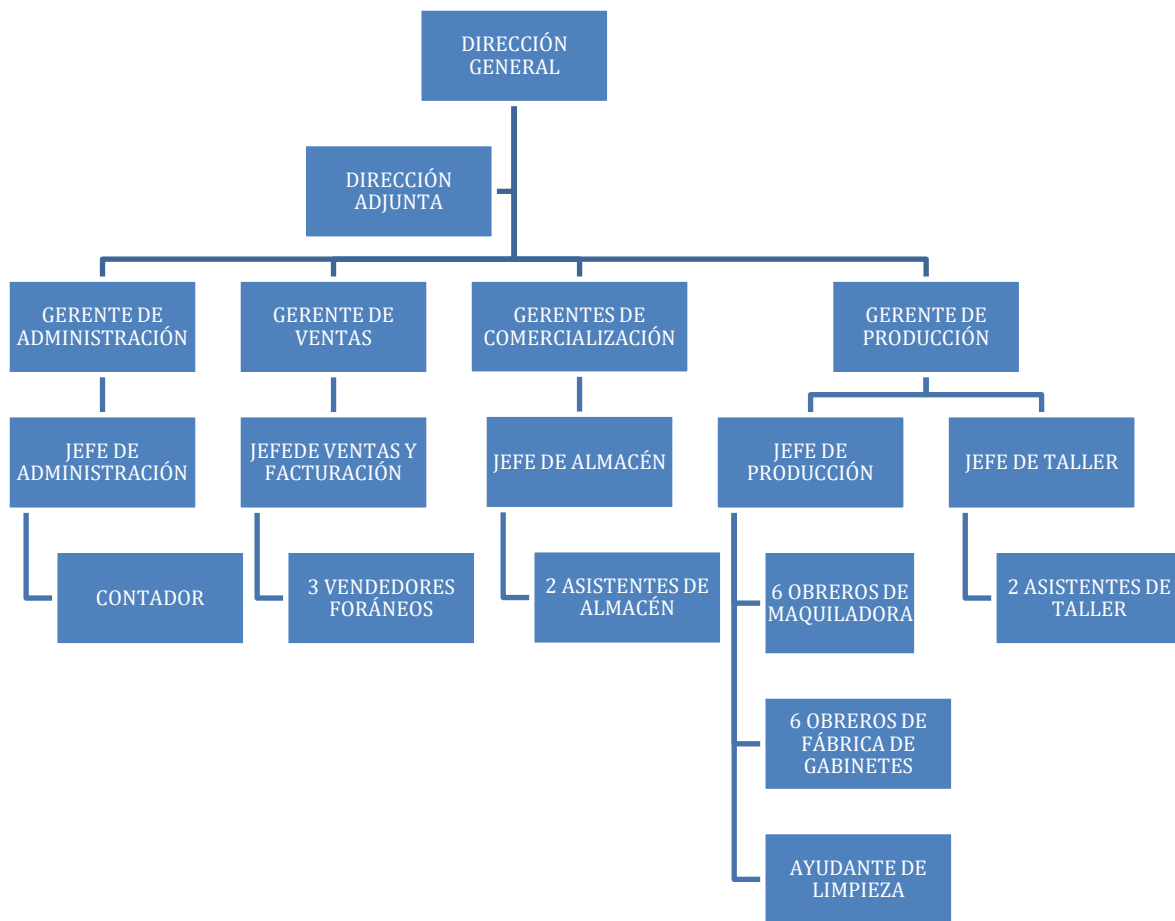 DIRECCIÓN
GENERAL
DIRECCIÓN
ADJUNTA
GERENTE DE
ADMINISTRACIÓN
GERENTE DE
VENTAS
GERENTES DE
COMERCIALIZACIÓN
GERENTE DE
PRODUCCIÓN
JEFE DE
ADMINISTRACIÓN
JEFEDE VENTAS Y
FACTURACIÓN
JEFE DE ALMACÉN
JEFE DE
PRODUCCIÓN
JEFE DE TALLER
CONTADOR
3 VENDEDORES
FORÁNEOS
2 ASISTENTES DE
ALMACÉN
6 OBREROS DE
MAQUILADORA
2 ASISTENTES DE
TALLER
6 OBREROS DE
FÁBRICA DE
GABINETES
AYUDANTE DE
LIMPIEZA